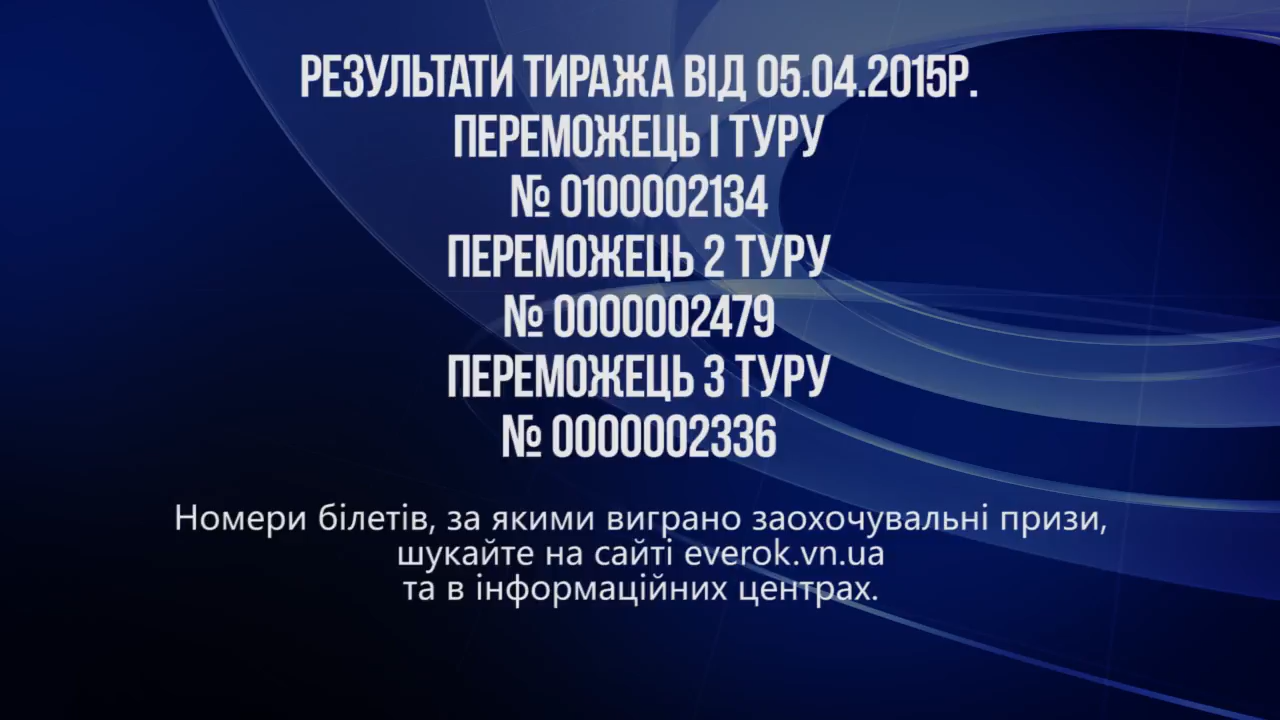 РЕЗУЛЬТАТИ ТИРАЖА ВІД 05.04.2015Р.
ПЕРЕМОЖЕЦЬ І ТУРУ
№ 0100002134
ПЕРЕМОЖЕЦЬ 2 ТУРУ
№ 0000002479
ПЕРЕМОЖЕЦЬ 3 ТУРУ
№ 0000002336
Номери білетів, за якими виграно заохочувальні призи,
шукайте на сайті everok.vn.ua
та в інформаційних центрах.